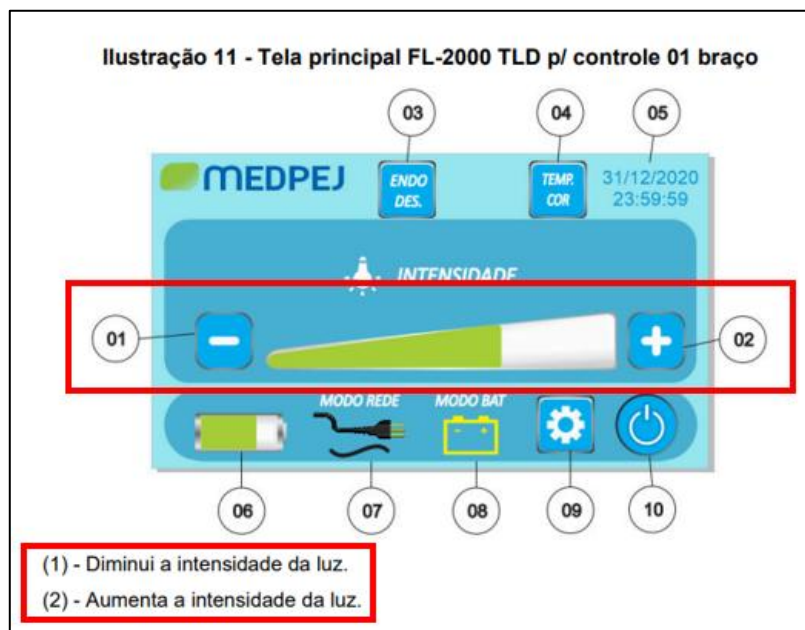 Ilustração 11 - Tela principal FL-2000 TLD p/ controle 01 braço
03
04
05
MEDPEJ
ENDO
DES.
TEMP.
COR
31/12/2020
23:59:59
INTENSIDADE
01
02
MODO REDE
MODO BAT
06
07
08
09
10
(1) - Diminui a intensidade da luz.
(2) - Aumenta a intensidade da luz.